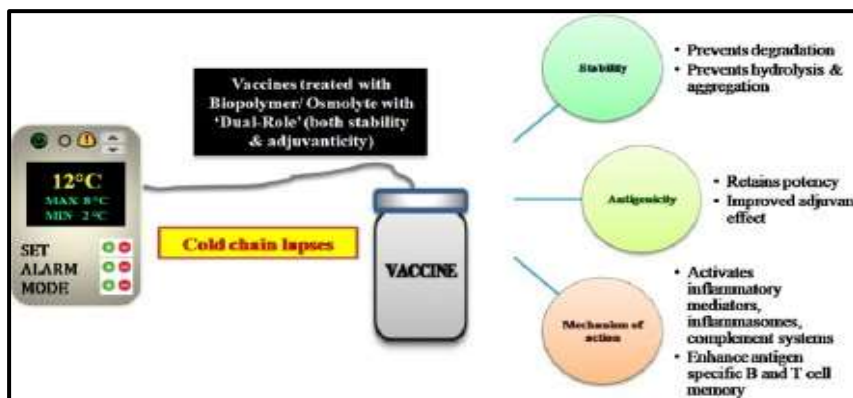 Vaccines treated with
Biopolymer/ Osmolyte with
'Dual-Role' (both stability
& adjuvanticity)
12°C
MAX 8°C
MIN 2°C
SET
ALARM
MODE
Cold chain lapses
VACCINE
Stability
• Prevents degradation
• Prevents hydrolysis &
aggregation
Antigenicity
• Retains potency
• Improved adjuvan
effect
Mechanism of
action
• Activates
inflammatory
mediators,
inflammasomes,
complement systems
• Enhance antigen
specific B and T cell
memory